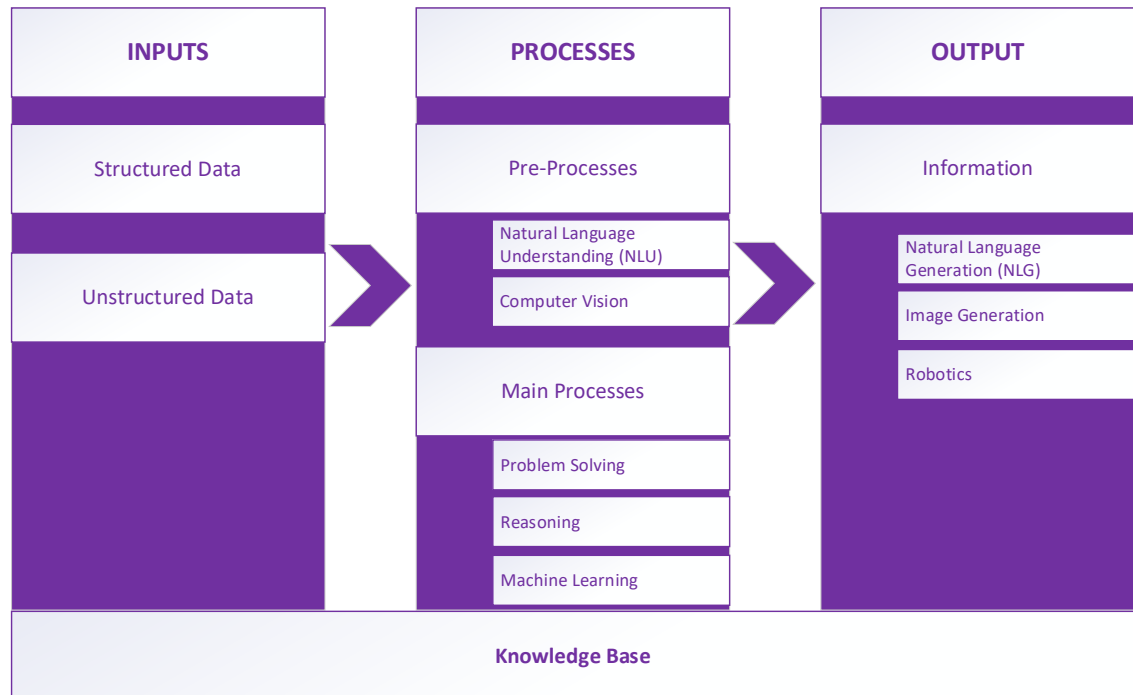 INPUTS
Structured Data
Unstructured Data
PROCESSES
Pre-Processes
Natural Language
Understanding (NLU)
Computer Vision
Main Processes
Problem Solving
Reasoning
Machine Learning
OUTPUT
Information
Natural Language
Generation (NLG)
Image Generation
Robotics
Knowledge Base